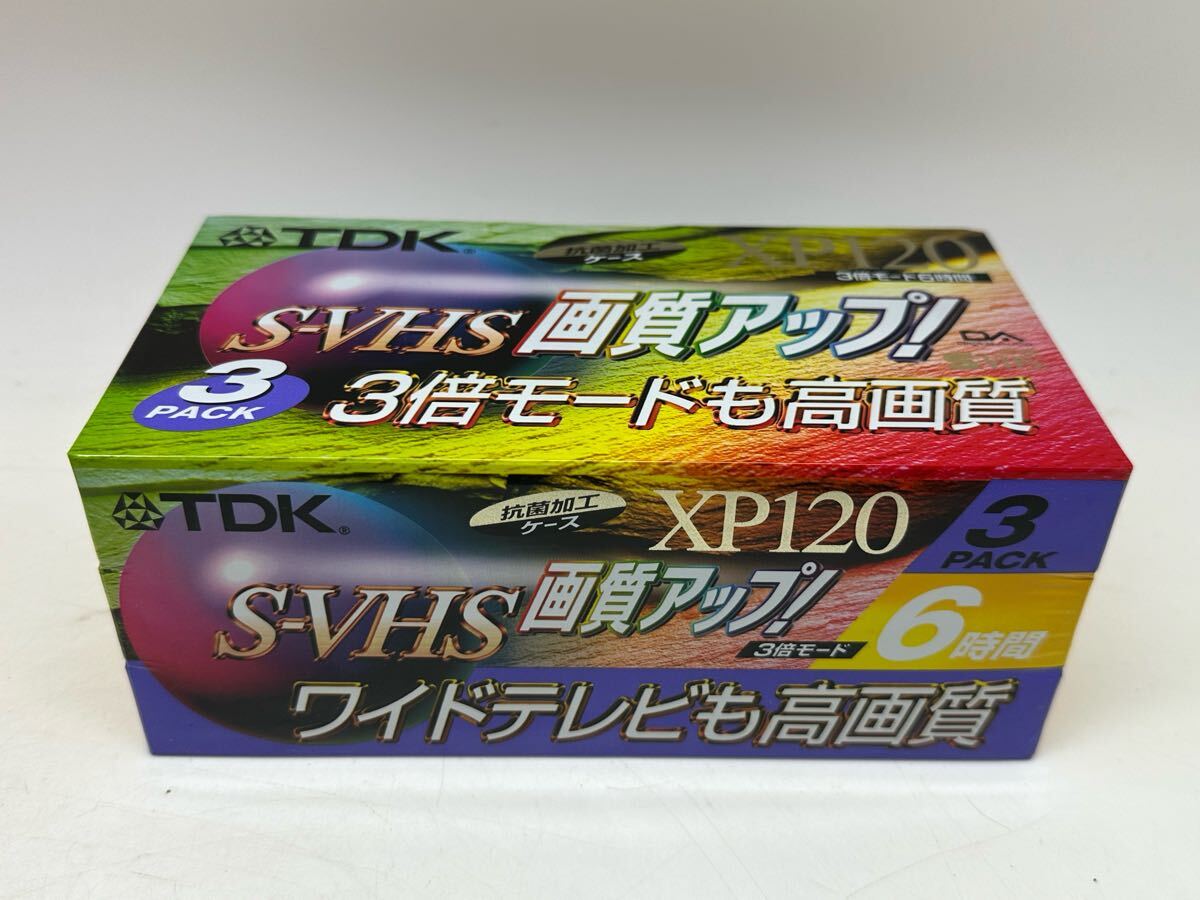 TDK®
抗菌加工
ケース
XP120
3倍モード6時間
S-VHS 画質アップ!
DA
3
PACK
3倍モードも高画質
TDK®
抗菌加工
ケース
XP120
3
PACK
S-VHS 画質アップ!
3倍モード
6時間
ワイドテレビも高画質